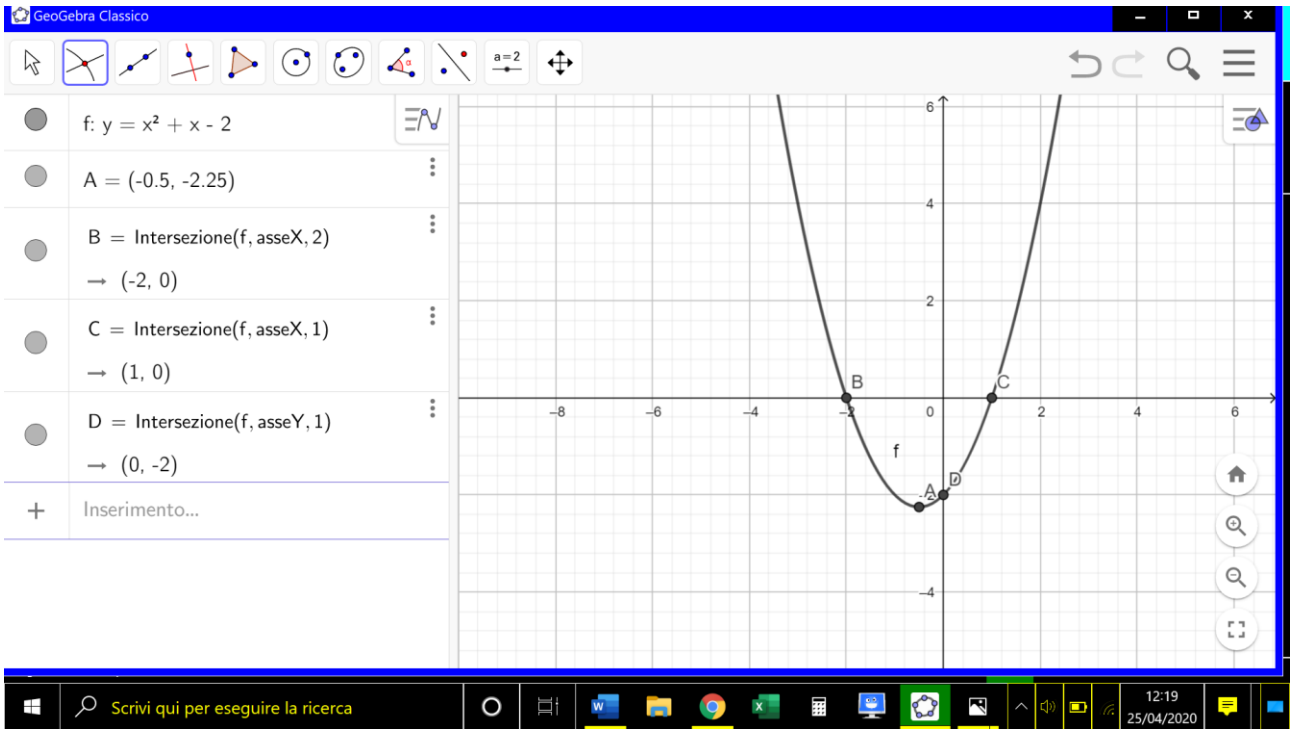 GeoGebra Classico
a = 2
f: y = x² + x - 2
A = (-0.5, -2.25)
B = Intersezione(f, asseX, 2)
→ (-2, 0)
C = Intersezione(f, asseX, 1)
→ (1, 0)
D = Intersezione(f, asseY, 1)
→ (0, -2)
+ Inserimento...
6
4
2
B C
–8 –6 –4 –2 0 2 4 6
f
A D
-2
–4
Scrivi qui per eseguire la ricerca
12:19
25/04/2020